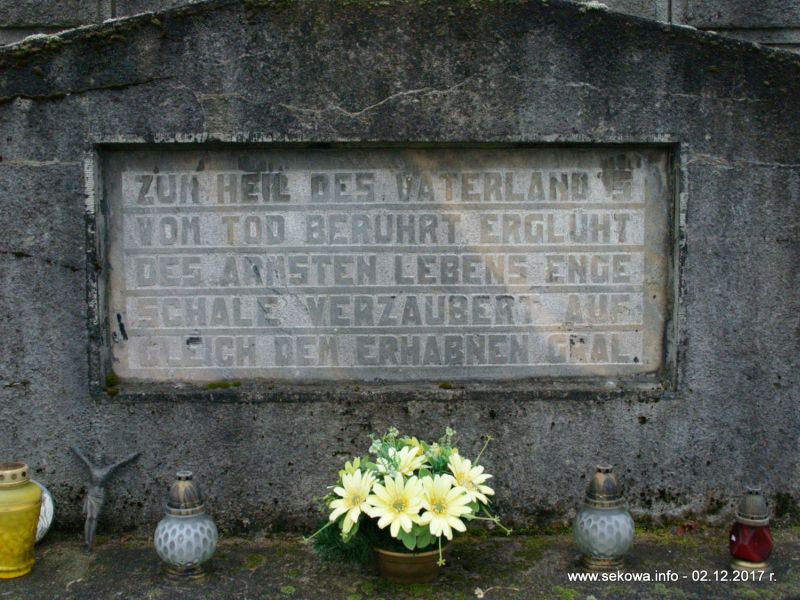 ZUM HEIL DES VATERLAND'S
VOM TOD BERÜHRT ERGLÜHT
DES ÄRMSTEN LEBENS ENGE
SCHALE VERZAUBERT AUF
GLEICH DEM ERHABNEN GRAL.
www.sekowa.info - 02.12.2017 r.